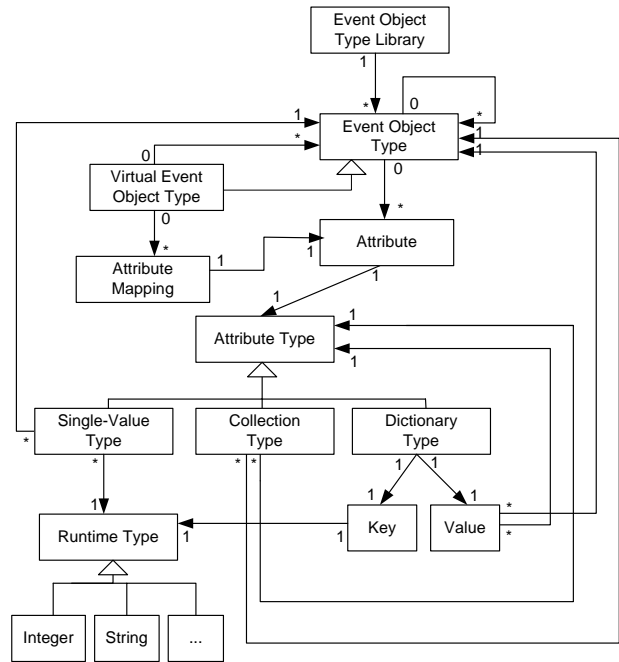 Event Object
Type Library
1
*
0
*
Event Object
Type
1
1
1
*
0
0
Virtual Event
Object Type
0
*
Attribute
Mapping
1
1
Attribute
1
1
Attribute Type
1
1
Single-Value
Type
*
*
Collection
Type
*
*
Dictionary
Type
1
1
1
1
1
Runtime Type
1
Key
1
Value
*
*
Integer
String
...